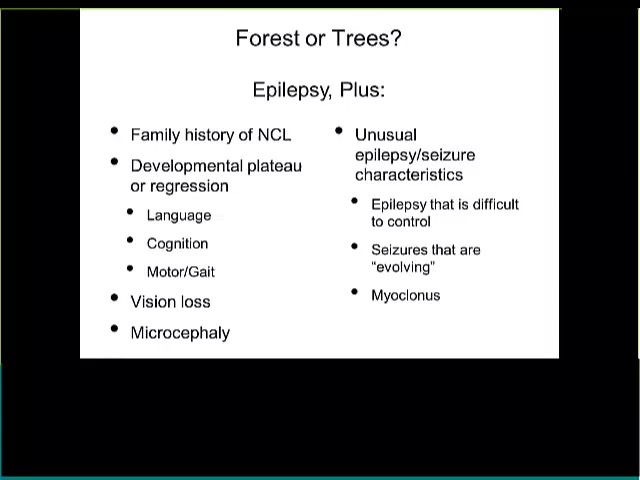 Forest or Trees?
Epilepsy, Plus:
• Family history of NCL
• Developmental plateau
or regression
• Language
• Cognition
• Motor/Gait
• Vision loss
• Microcephaly
• Unusual
epilepsy/seizure
characteristics
• Epilepsy that is difficult
to control
• Seizures that are
“evolving”
• Myoclonus